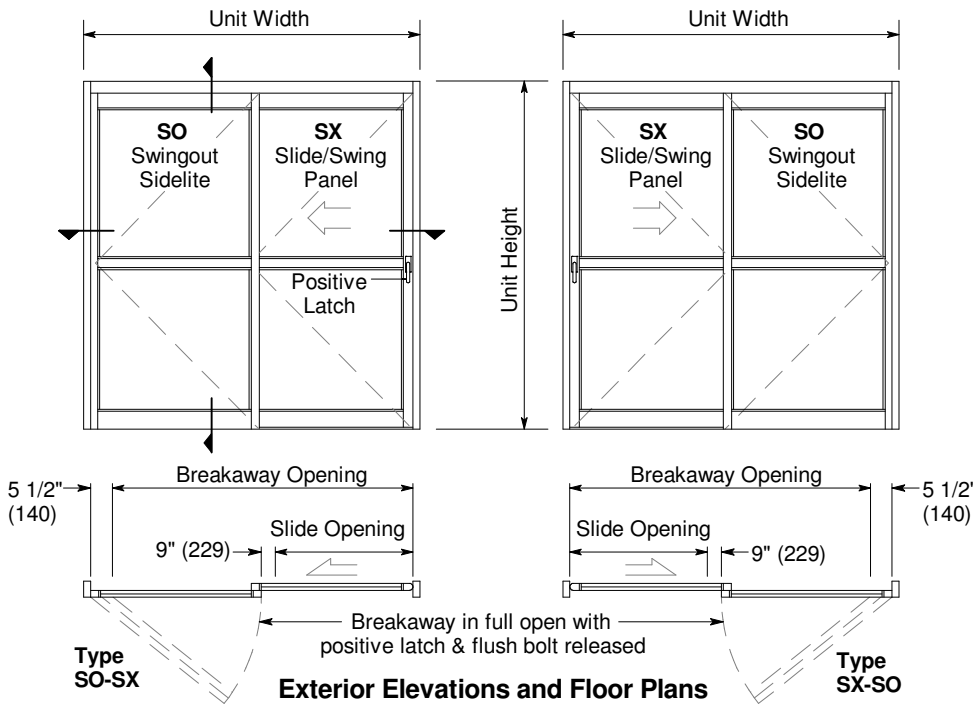 Unit Width
Unit Width
SO
Swingout
Sidelite
SX
Slide/Swing
Panel
Positive
Latch
Unit Height
SX
Slide/Swing
Panel
SO
Swingout
Sidelite
5 1/2"
(140)
Breakaway Opening
Slide Opening
9" (229)
Breakaway Opening
Slide Opening
9" (229)
5 1/2'
(140)
Breakaway in full open with
positive latch & flush bolt released
Type
SO-SX
Type
SX-SO
Exterior Elevations and Floor Plans